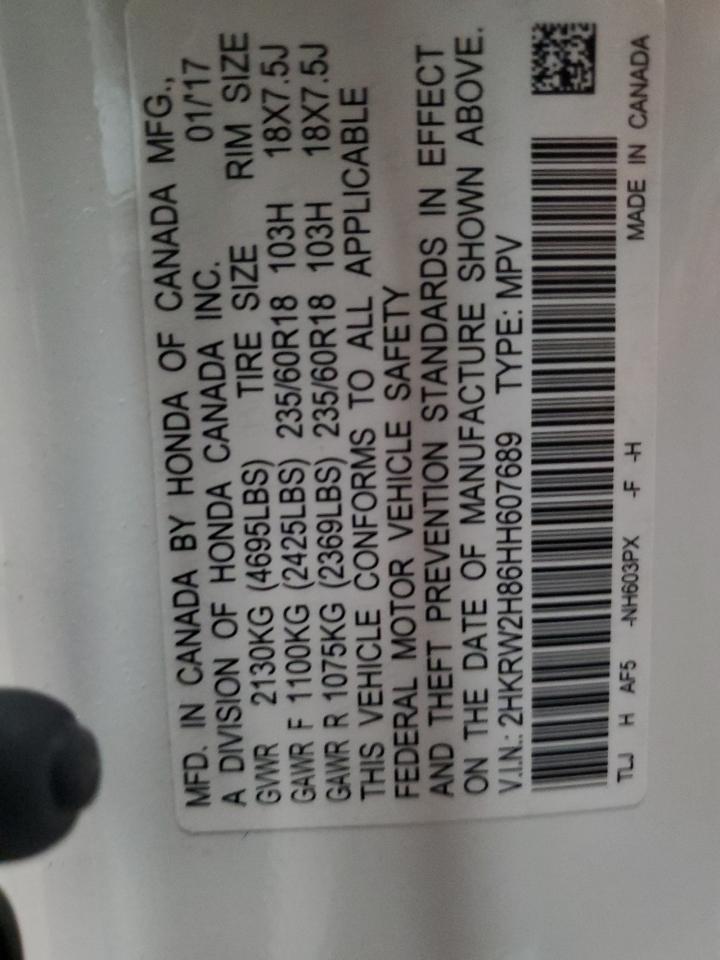 MFD. IN CANADA BY HONDA OF CANADA MFG.,
A DIVISION OF HONDA CANADA INC. 01/17
GVWR 2130KG (4695LBS) TIRE SIZE RIM SIZE
GAWR F 1100KG (2425LBS) 235/60R18 103H 18X7.5J
GAWR R 1075KG (2369LBS) 235/60R18 103H 18X7.5J
THIS VEHICLE CONFORMS TO ALL APPLICABLE
FEDERAL MOTOR VEHICLE SAFETY
AND THEFT PREVENTION STANDARDS IN EFFECT
ON THE DATE OF MANUFACTURE SHOWN ABOVE.
V.I.N.: 2HKRW2H86HH607689 TYPE: MPV
TLJ H AF5 -NH603PX -F -H MADE IN CANADA